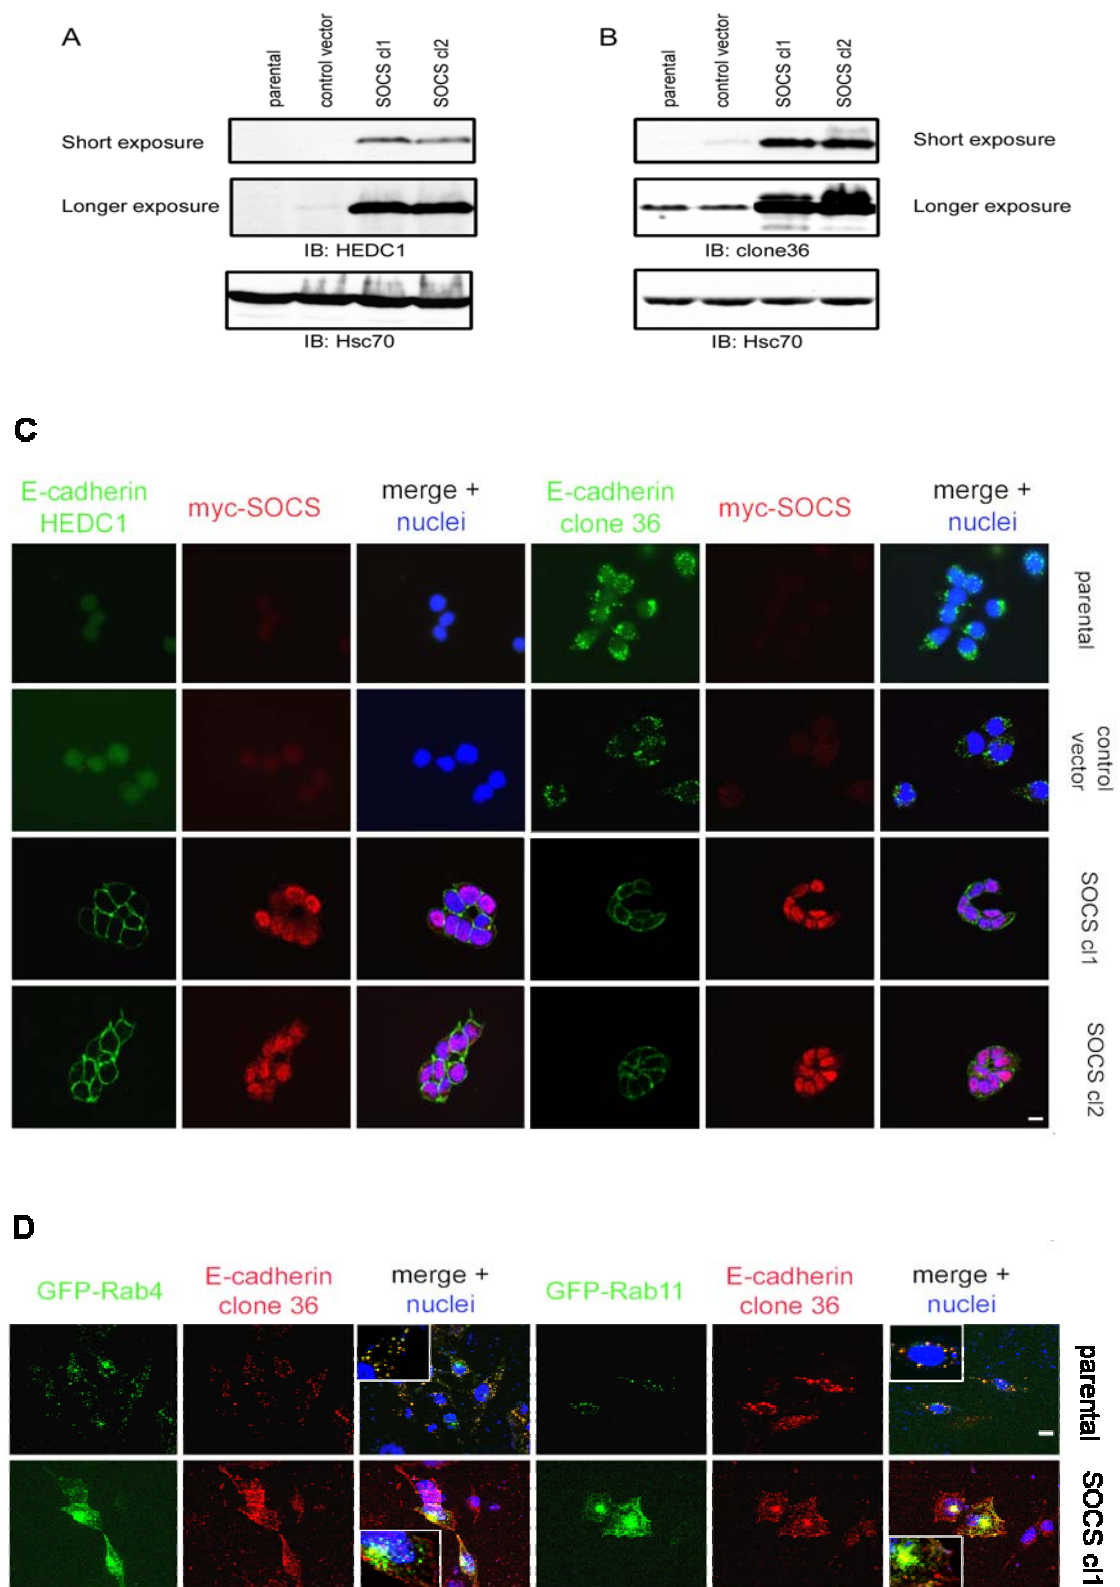 A
parental
control vector
SOCS cl1
SOCS cl2
Short exposure
Longer exposure
IB: HEDC1
IB: Hsc70
B
parental
control vector
SOCS cl1
SOCS cl2
Short exposure
Longer exposure
IB: clone36
IB: Hsc70
C
E-cadherin
HEDC1
myc-SOCS
merge +
nuclei
E-cadherin
clone 36
myc-SOCS
merge +
nuclei
parental
control
vector
SOCS cl1
SOCS cl2
D
GFP-Rab4
E-cadherin
clone 36
merge +
nuclei
GFP-Rab11
E-cadherin
clone 36
merge +
nuclei
parental
SOCS cl1